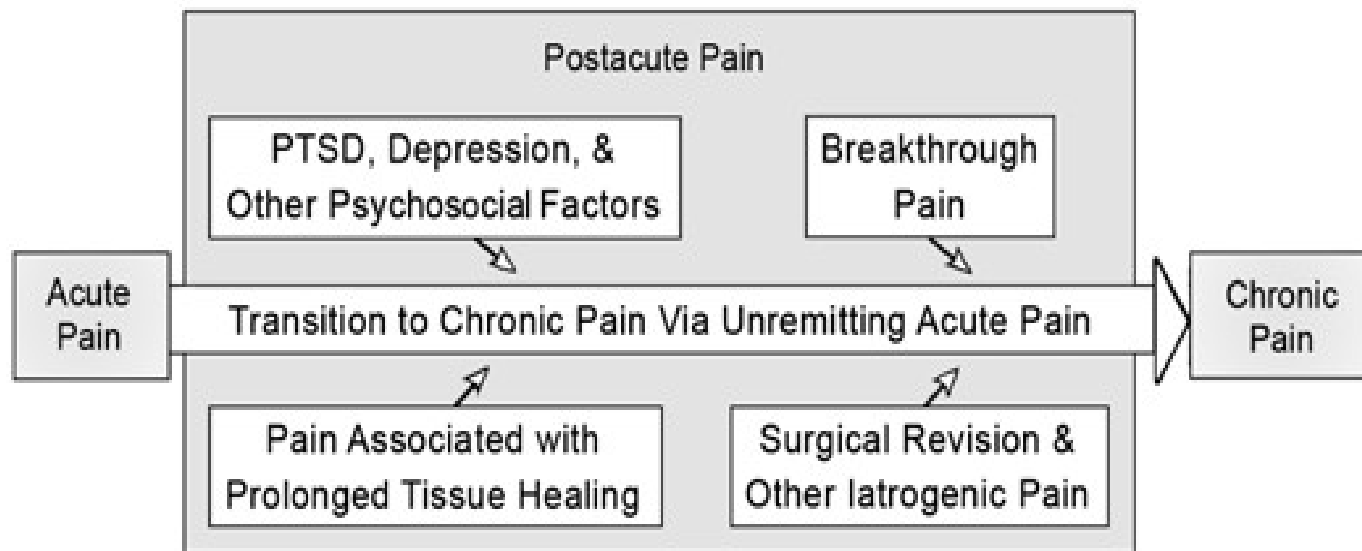 Postacute Pain
PTSD, Depression, &
Other Psychosocial Factors
Breakthrough
Pain
Acute
Pain
Transition to Chronic Pain Via Unremitting Acute Pain
Chronic
Pain
Pain Associated with
Prolonged Tissue Healing
Surgical Revision &
Other Iatrogenic Pain